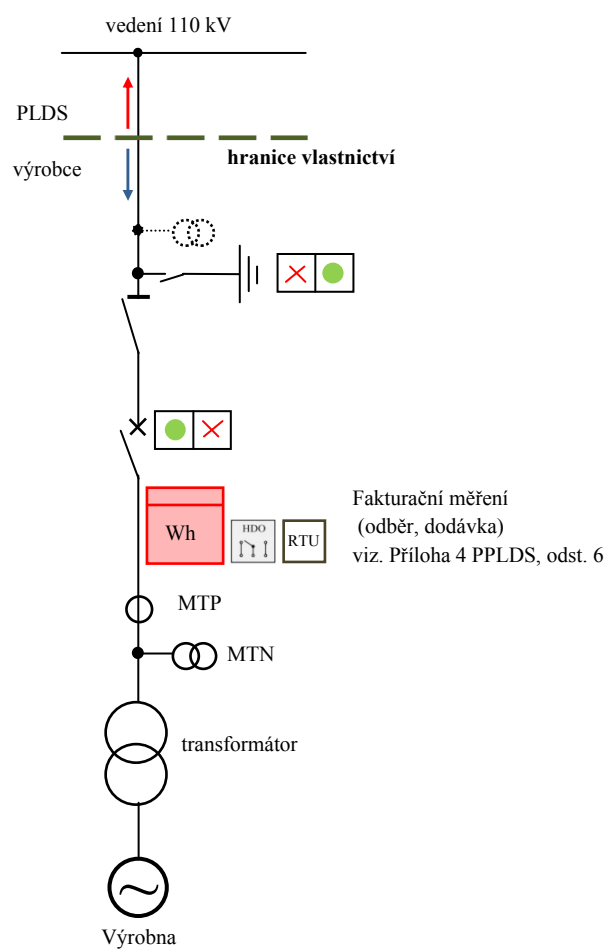 vedení 110 kV
PLDS
hranice vlastnictví
výrobce
Wh
HDO
RTU
Fakturační měření
(odběr, dodávka)
viz. Příloha 4 PPLDS, odst. 6
MTP
MTN
transformátor
Výrobna